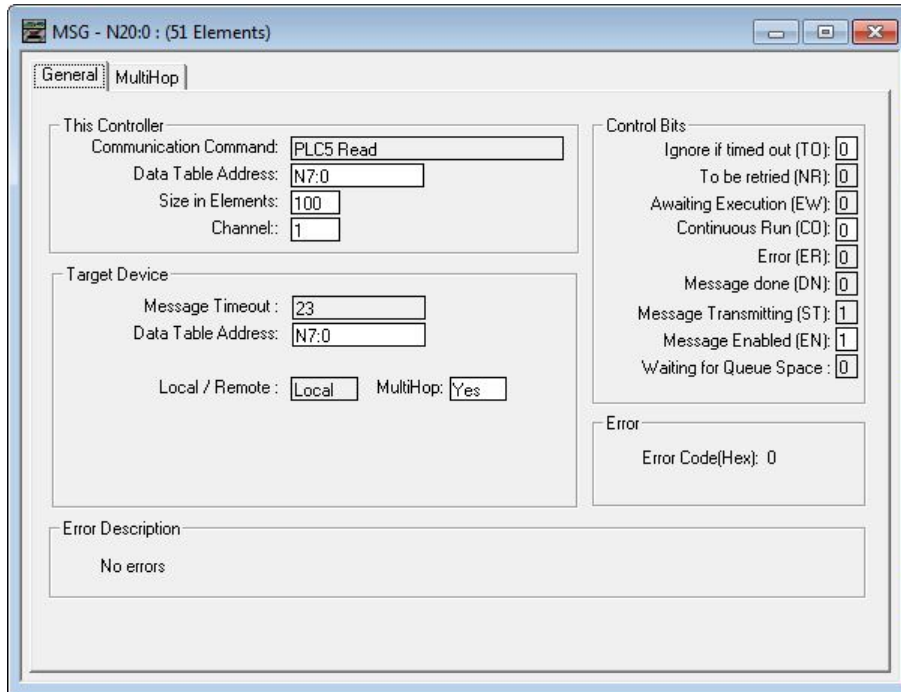 MSG - N20:0 : (51 Elements)
General MultiHop
This Controller
Communication Command: PLC5 Read
Data Table Address: N7:0
Size in Elements: 100
Channel:: 1
Target Device
Message Timeout : 23
Data Table Address: N7:0
Local / Remote : Local MultiHop: Yes
Control Bits
Ignore if timed out (TO): 0
To be retried (NR): 0
Awaiting Execution (EW): 0
Continuous Run (CO): 0
Error (ER): 0
Message done (DN): 0
Message Transmitting (ST): 1
Message Enabled (EN): 1
Waiting for Queue Space : 0
Error
Error Code(Hex): 0
Error Description
No errors